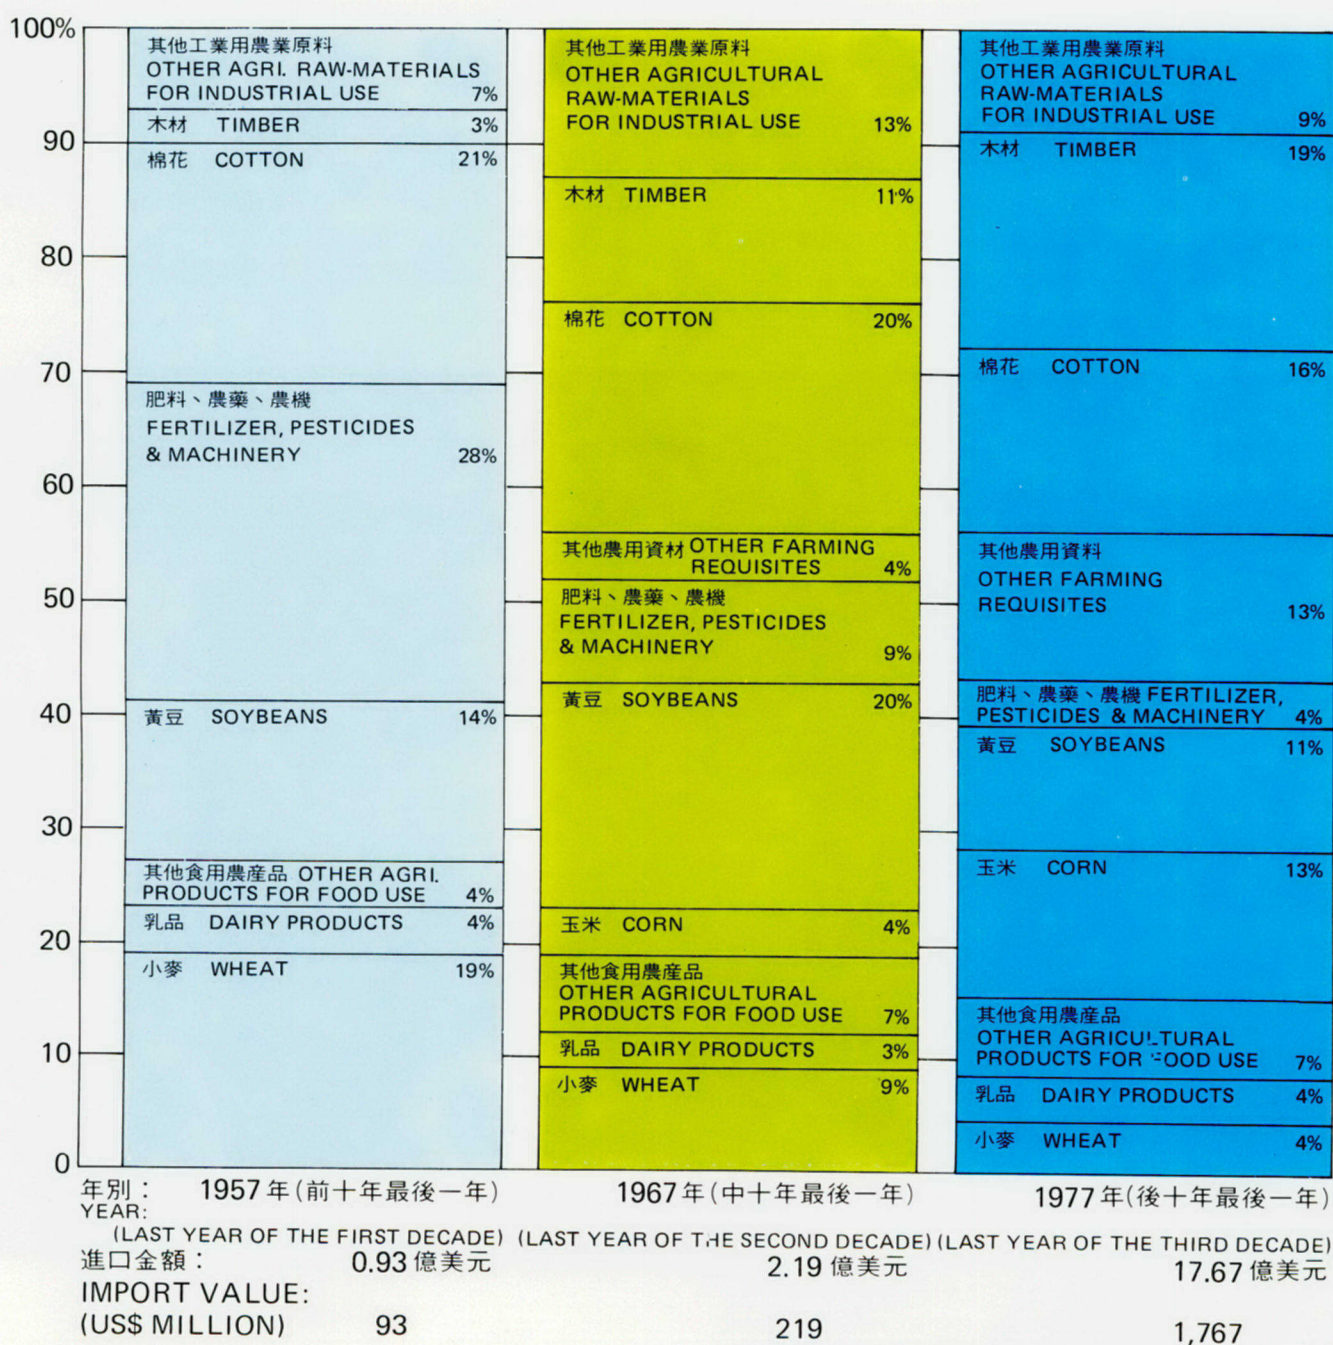 100%
90
80
70
60
50
40
30
20
10
0
其他工業用農業原料
OTHER AGRI. RAW-MATERIALS
FOR INDUSTRIAL USE 7%
木材 TIMBER 3%
棉花 COTTON 21%
肥料、農藥、農機
FERTILIZER, PESTICIDES
& MACHINERY 28%
黃豆 SOYBEANS 14%
其他食用農産品 OTHER AGRI.
PRODUCTS FOR FOOD USE 4%
乳品 DAIRY PRODUCTS 4%
小麥 WHEAT 19%
其他工業用農業原料
OTHER AGRICULTURAL
RAW-MATERIALS
FOR INDUSTRIAL USE 13%
木材 TIMBER 11%
棉花 COTTON 20%
其他農用資材 OTHER FARMING
REQUISITES 4%
肥料、農藥、農機
FERTILIZER, PESTICIDES
& MACHINERY 9%
黃豆 SOYBEANS 20%
玉米 CORN 4%
其他食用農産品
OTHER AGRICULTURAL
PRODUCTS FOR FOOD USE 7%
乳品 DAIRY PRODUCTS 3%
小麥 WHEAT 9%
其他工業用農業原料
OTHER AGRICULTURAL
RAW-MATERIALS
FOR INDUSTRIAL USE 9%
木材 TIMBER 19%
棉花 COTTON 16%
其他農用資料
OTHER FARMING
REQUISITES 13%
肥料、農藥、農機 FERTILIZER,
PESTICIDES & MACHINERY 4%
黃豆 SOYBEANS 11%
玉米 CORN 13%
其他食用農産品
OTHER AGRICULTURAL
PRODUCTS FOR FOOD USE 7%
乳品 DAIRY PRODUCTS 4%
小麥 WHEAT 4%
年別： 1957年(前十年最後一年) 1967年(中十年最後一年) 1977年(後十年最後一年)
YEAR:
(LAST YEAR OF THE FIRST DECADE) (LAST YEAR OF THE SECOND DECADE) (LAST YEAR OF THE THIRD DECADE)
進口金額： 0.93億美元 2.19億美元 17.67億美元
IMPORT VALUE:
(US$ MILLION) 93 219 1,767